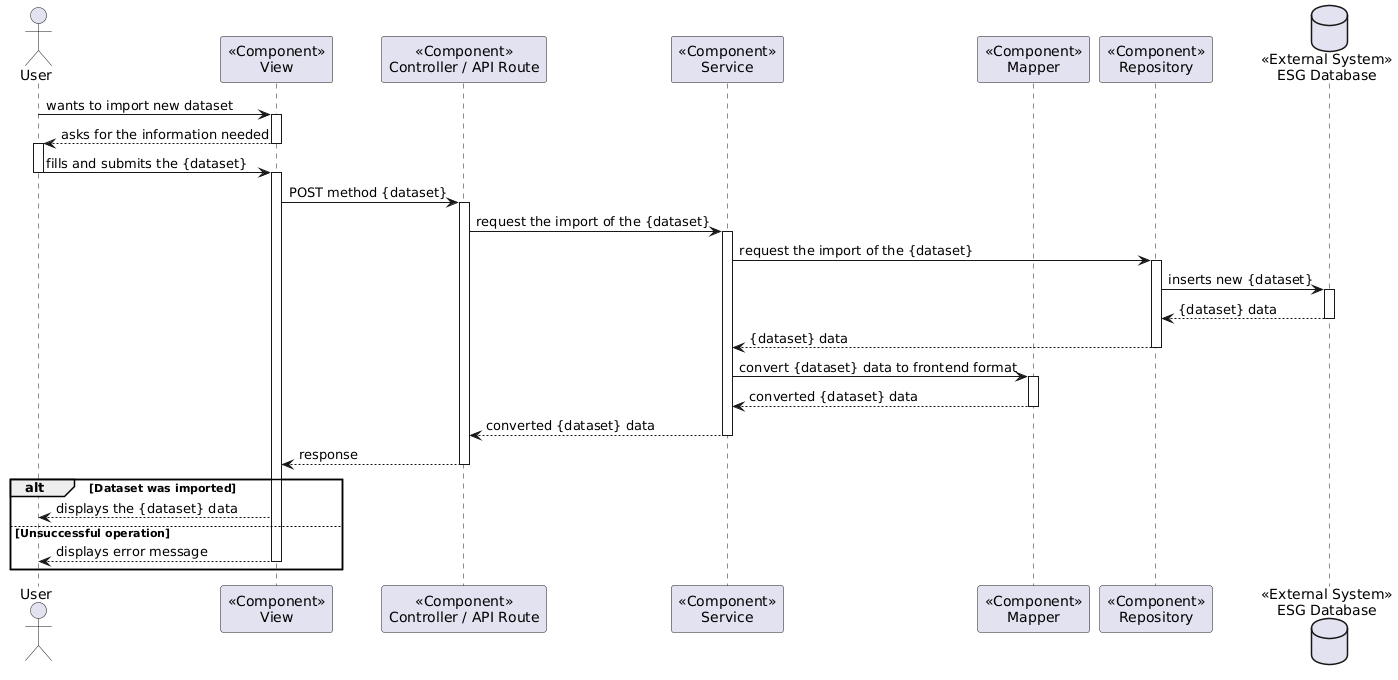 User
«Component»
View
«Component»
Controller / API Route
«Component»
Service
«Component»
Mapper
«Component»
Repository
«External System»
ESG Database
wants to import new dataset
asks for the information needed
fills and submits the {dataset}
POST method {dataset}
request the import of the {dataset}
request the import of the {dataset}
inserts new {dataset}
{dataset} data
{dataset} data
convert {dataset} data to frontend format
converted {dataset} data
converted {dataset} data
response
alt [Dataset was imported]
displays the {dataset} data
[Unsuccessful operation]
displays error message
User
«Component»
View
«Component»
Controller / API Route
«Component»
Service
«Component»
Mapper
«Component»
Repository
«External System»
ESG Database